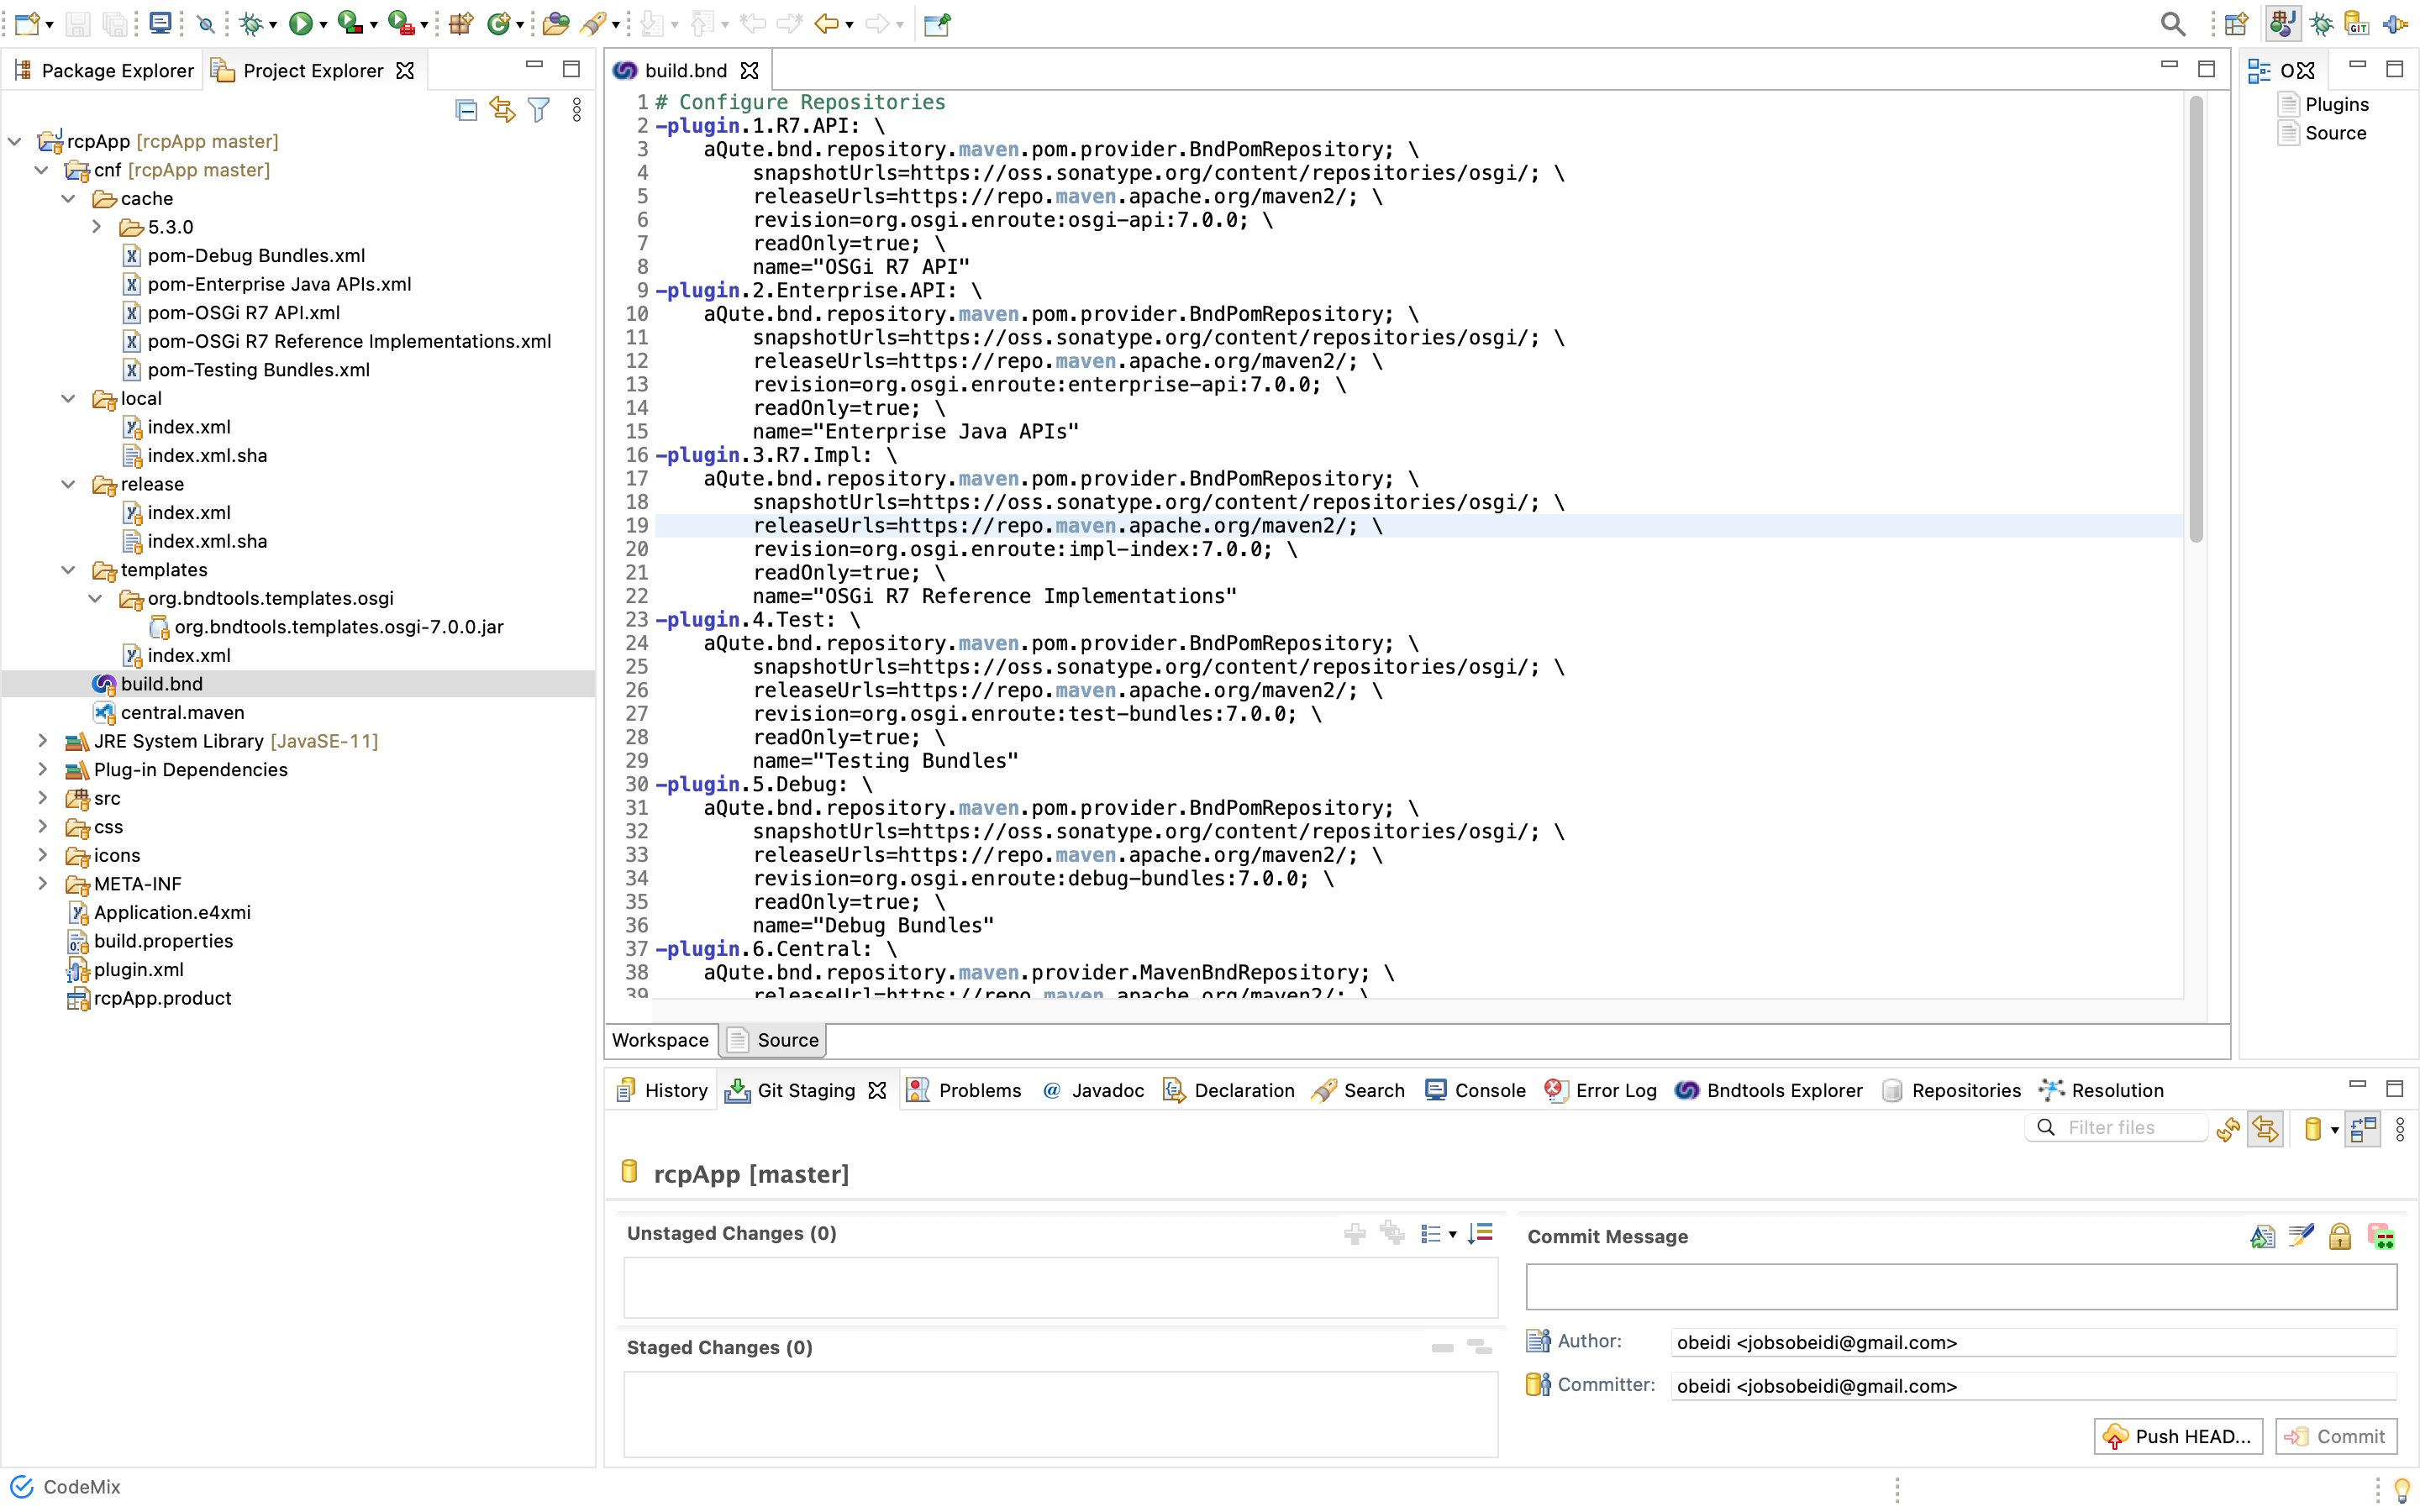 Package Explorer
Project Explorer
rcpApp [rcpApp master]
cnf [rcpApp master]
cache
5.3.0
pom-Debug Bundles.xml
pom-Enterprise Java APIs.xml
pom-OSGi R7 API.xml
pom-OSGi R7 Reference Implementations.xml
pom-Testing Bundles.xml
local
index.xml
index.xml.sha
release
index.xml
index.xml.sha
templates
org.bndtools.templates.osgi
org.bndtools.templates.osgi-7.0.0.jar
index.xml
build.bnd
central.maven
JRE System Library [JavaSE-11]
Plug-in Dependencies
src
css
icons
META-INF
Application.e4xmi
build.properties
plugin.xml
rcpApp.product
build.bnd
1 # Configure Repositories
2 -plugin.1.R7.API: \
3 aQute.bnd.repository.maven.pom.provider.BndPomRepository; \
4 snapshotUrls=https://oss.sonatype.org/content/repositories/osgi/; \
5 releaseUrls=https://repo.maven.apache.org/maven2/; \
6 revision=org.osgi.enroute:osgi-api:7.0.0; \
7 readOnly=true; \
8 name="OSGi R7 API"
9 -plugin.2.Enterprise.API: \
10 aQute.bnd.repository.maven.pom.provider.BndPomRepository; \
11 snapshotUrls=https://oss.sonatype.org/content/repositories/osgi/; \
12 releaseUrls=https://repo.maven.apache.org/maven2/; \
13 revision=org.osgi.enroute:enterprise-api:7.0.0; \
14 readOnly=true; \
15 name="Enterprise Java APIs"
16 -plugin.3.R7.Impl: \
17 aQute.bnd.repository.maven.pom.provider.BndPomRepository; \
18 snapshotUrls=https://oss.sonatype.org/content/repositories/osgi/; \
19 releaseUrls=https://repo.maven.apache.org/maven2/; \
20 revision=org.osgi.enroute:impl-index:7.0.0; \
21 readOnly=true; \
22 name="OSGi R7 Reference Implementations"
23 -plugin.4.Test: \
24 aQute.bnd.repository.maven.pom.provider.BndPomRepository; \
25 snapshotUrls=https://oss.sonatype.org/content/repositories/osgi/; \
26 releaseUrls=https://repo.maven.apache.org/maven2/; \
27 revision=org.osgi.enroute:test-bundles:7.0.0; \
28 readOnly=true; \
29 name="Testing Bundles"
30 -plugin.5.Debug: \
31 aQute.bnd.repository.maven.pom.provider.BndPomRepository; \
32 snapshotUrls=https://oss.sonatype.org/content/repositories/osgi/; \
33 releaseUrls=https://repo.maven.apache.org/maven2/; \
34 revision=org.osgi.enroute:debug-bundles:7.0.0; \
35 readOnly=true; \
36 name="Debug Bundles"
37 -plugin.6.Central: \
38 aQute.bnd.repository.maven.provider.MavenBndRepository; \
39 releaseUrl=https://repo.maven.apache.org/maven2/; \
Workspace
Source
O
Plugins
Source
History
Git Staging
Problems
@ Javadoc
Declaration
Search
Console
Error Log
Bndtools Explorer
Repositories
Resolution
Filter files
rcpApp [master]
Unstaged Changes (0)
Staged Changes (0)
Commit Message
Author: obeidi <jobsobeidi@gmail.com>
Committer: obeidi <jobsobeidi@gmail.com>
Push HEAD...
Commit
CodeMix